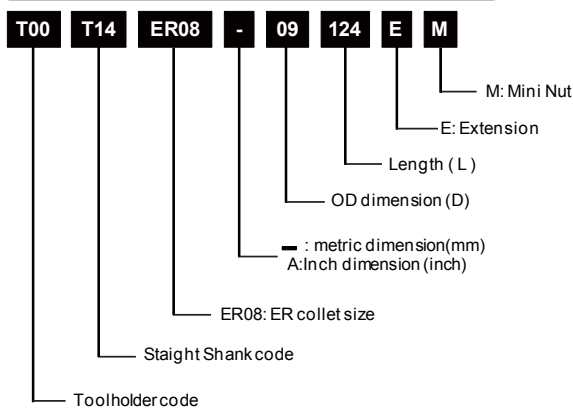 T00 T14 ER08 - 09 124 E M
M: Mini Nut
E: Extension
Length ( L )
OD dimension (D)
- : metric dimension(mm)
A:Inch dimension (inch)
ER08: ER collet size
Staight Shank code
Toolholder code